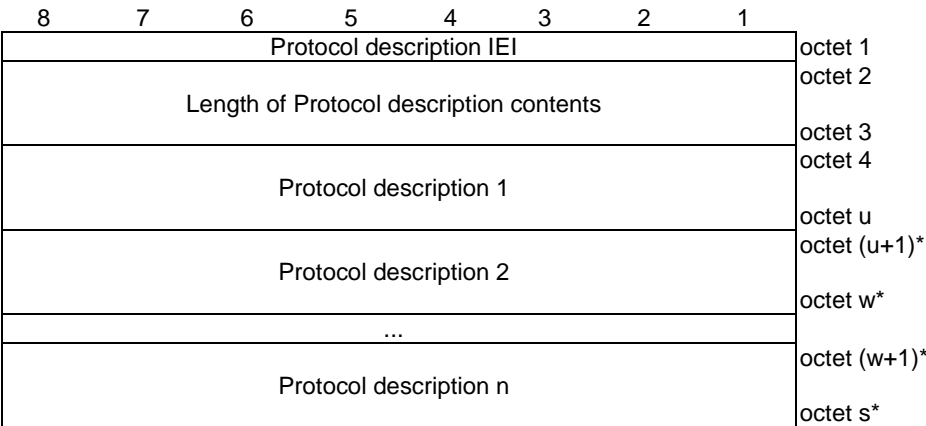 8 7 6 5 4 3 2 1
Protocol description IEI octet 1
octet 2
Length of Protocol description contents
octet 3
octet 4
Protocol description 1
octet u
octet (u+1)*
Protocol description 2
octet w*
...
octet (w+1)*
Protocol description n
octet s*